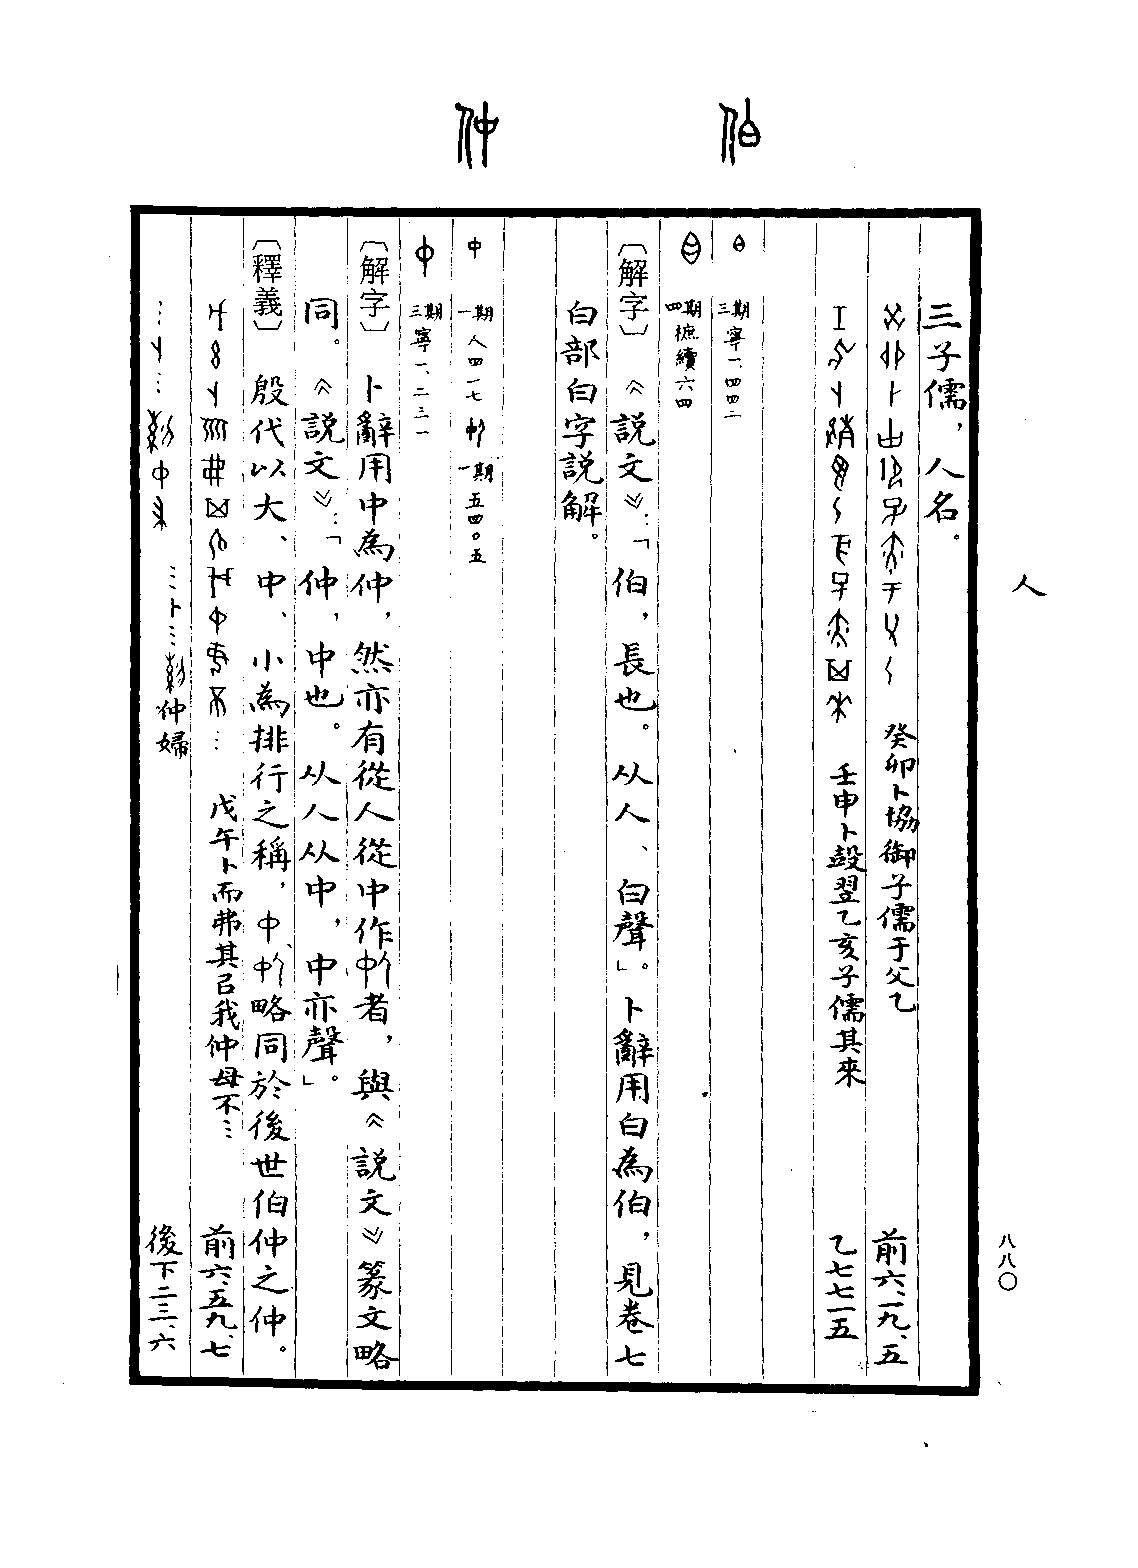 人
八八〇
伯
仲
三子儒，人名。
癸卯卜協御子儒于父乙 前六、一九、五
壬申卜㱿翌乙亥子儒其來 乙七七一五
三期寧一、四四二
四期摭續六四
〔解字〕《說文》：「伯，長也。从人、白聲」。卜辭用白為伯，見卷七
白部白字說解。
一期人四一七 一期五四〇五
三期寧一、二三一
〔解字〕卜辭用中為仲，然亦有從人從中作者，與《說文》篆文略
同。《說文》：「仲，中也。从人从中，中亦聲」。
〔釋義〕殷代以大、中、小為排行之稱，略同於後世伯仲之仲。
戊午卜而弗其㠯我仲母不… 前六、五九、七
…卜…仲婦 後下二三、六